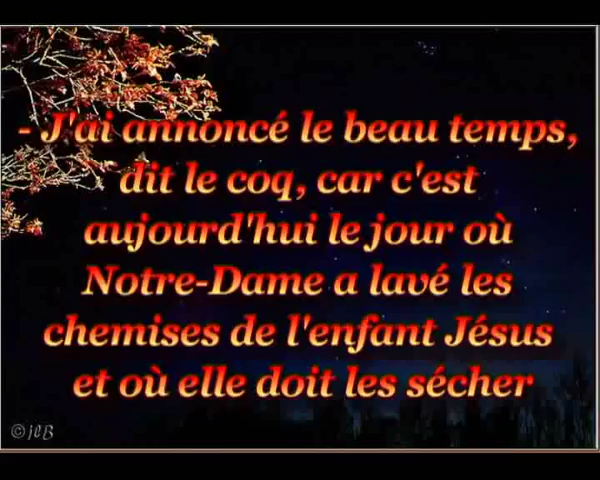 - J'ai annoncé le beau temps,
dit le coq, car c'est
aujourd'hui le jour où
Notre-Dame a lavé les
chemises de l'enfant Jésus
et où elle doit les sécher
©jlB